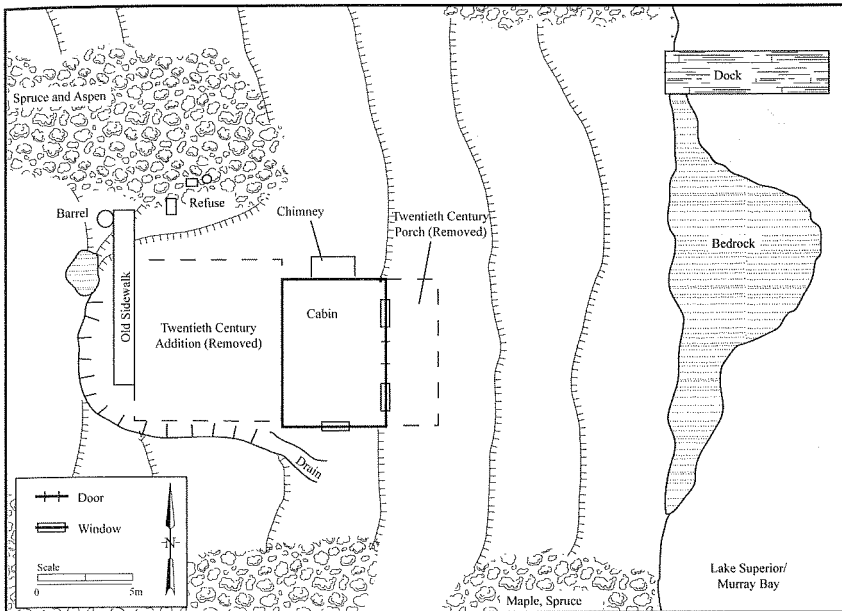 Dock
Spruce and Aspen
Barrel
Refuse
Chimney
Twentieth Century
Porch (Removed)
Bedrock
Old Sidewalk
Cabin
Twentieth Century
Addition (Removed)
Drain
Door
Window
N
Scale
0 5m
Maple, Spruce
Lake Superior/
Murray Bay